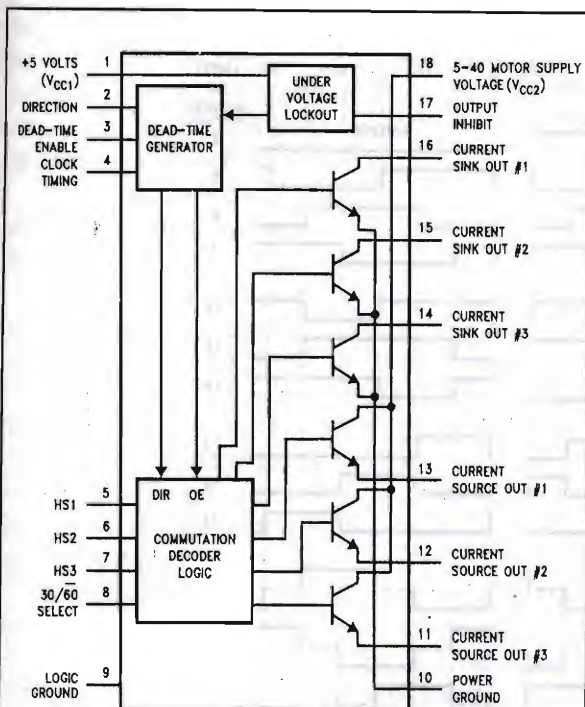 +5 VOLTS
(VCC1)
1
DIRECTION
2
DEAD-TIME
ENABLE
3
CLOCK
TIMING
4
UNDER
VOLTAGE
LOCKOUT
DEAD-TIME
GENERATOR
18
5-40 MOTOR SUPPLY
VOLTAGE (VCC2)
17
OUTPUT
INHIBIT
16
CURRENT
SINK OUT #1
15
CURRENT
SINK OUT #2
14
CURRENT
SINK OUT #3
13
CURRENT
SOURCE OUT #1
12
CURRENT
SOURCE OUT #2
11
CURRENT
SOURCE OUT #3
10
POWER
GROUND
DIR OE
COMMUTATION
DECODER
LOGIC
HS1
5
HS2
6
HS3
7
30/6̅0̅
SELECT
8
LOGIC
GROUND
9